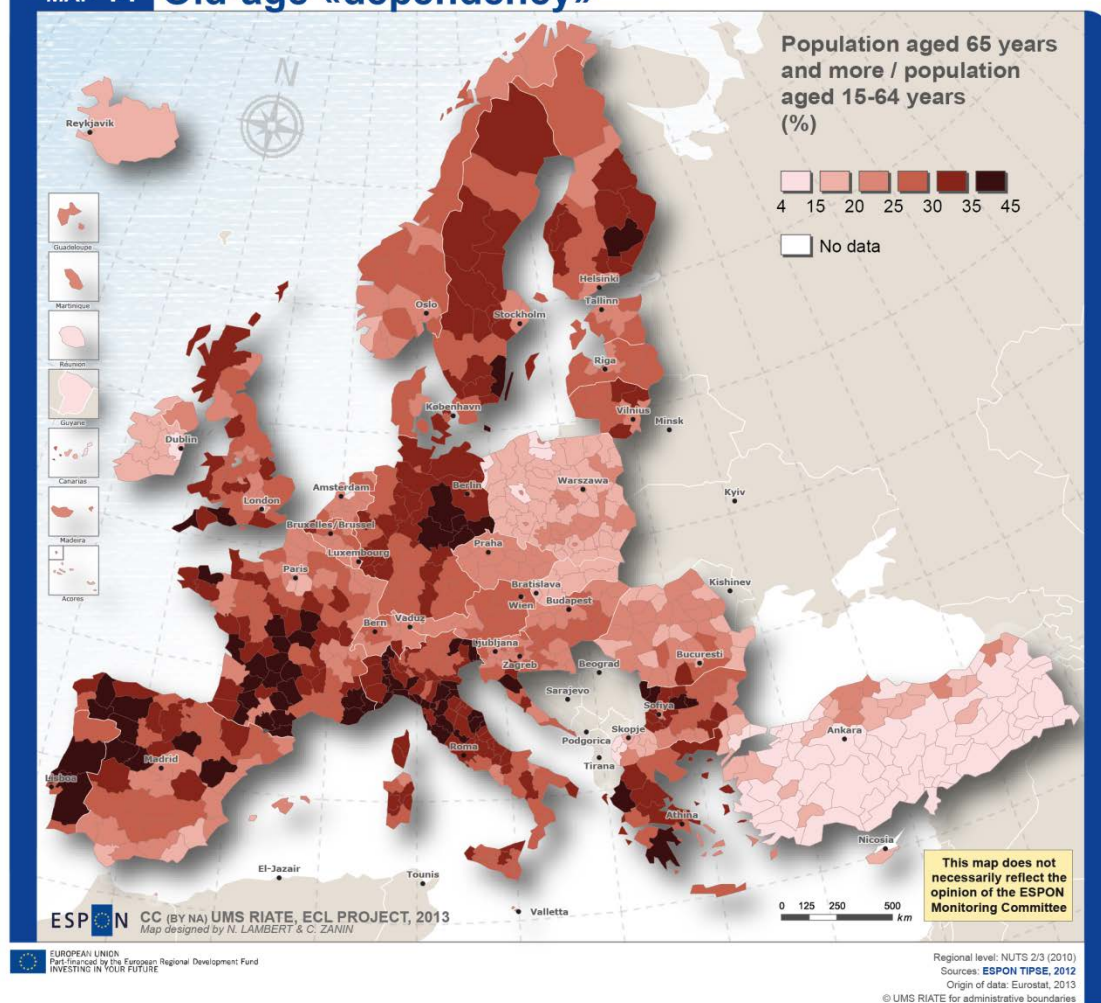 Old-age «dependency»
Population aged 65 years
and more / population
aged 15-64 years
(%)
4 15 20 25 30 35 45
No data
N
Reykjavik
Guadeloupe
Martinique
Réunion
Guyane
Canarias
Madeira
Acores
Helsinki
Tallinn
Oslo
Stockholm
Riga
København
Vilnius
Minsk
Dublin
Amsterdam
Berlin
Warszawa
London
Kyiv
Bruxelles/Brussel
Praha
Luxembourg
Paris
Kishinev
Bratislava
Wien
Budapest
Bern
Vaduz
Ljubljana
Zagreb
Bucuresti
Beograd
Sarajevo
Sofiya
Skopje
Podgorica
Ankara
Roma
Tirana
Madrid
Lisboa
Athina
Nicosia
El-Jazair
Tounis
Valletta
0 125 250 500
km
This map does not
necessarily reflect the
opinion of the ESPON
Monitoring Committee
ESPON CC (BY NA) UMS RIATE, ECL PROJECT, 2013
Map designed by N. LAMBERT & C. ZANIN
EUROPEAN UNION
Part-financed by the European Regional Development Fund
INVESTING IN YOUR FUTURE
Regional level: NUTS 2/3 (2010)
Sources: ESPON TIPSE, 2012
Origin of data: Eurostat, 2013
© UMS RIATE for administrative boundaries